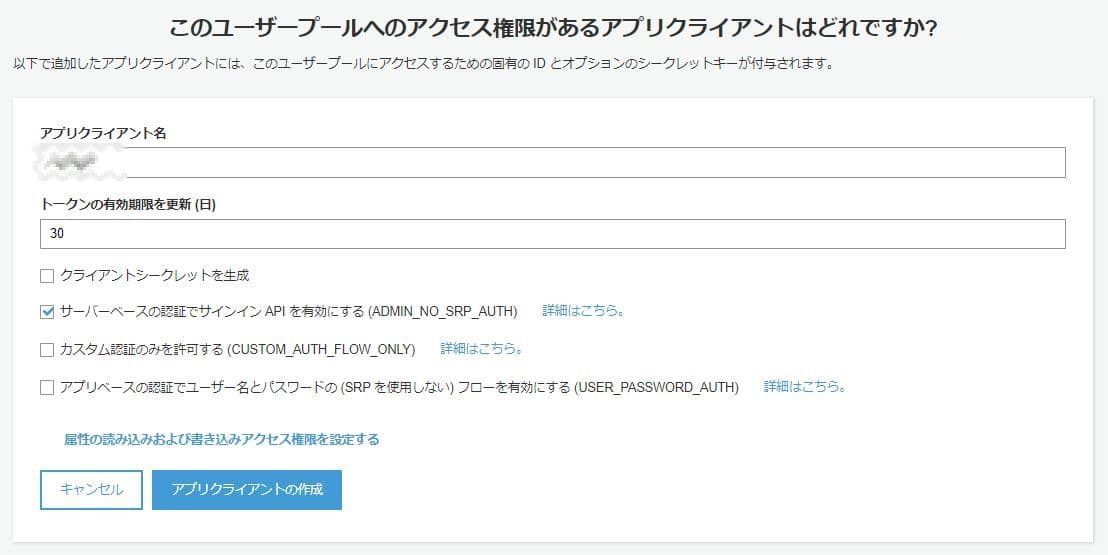 このユーザープールへのアクセス権限があるアプリクライアントはどれですか?
以下で追加したアプリクライアントには、このユーザープールにアクセスするための固有の ID とオプションのシークレットキーが付与されます。
アプリクライアント名
トークンの有効期限を更新 (日)
30
クライアントシークレットを生成
サーバーベースの認証でサインイン API を有効にする (ADMIN_NO_SRP_AUTH) 詳細はこちら。
カスタム認証のみを許可する (CUSTOM_AUTH_FLOW_ONLY) 詳細はこちら。
アプリベースの認証でユーザー名とパスワードの (SRP を使用しない) フローを有効にする (USER_PASSWORD_AUTH) 詳細はこちら。
属性の読み込みおよび書き込みアクセス権限を設定する
キャンセル アプリクライアントの作成